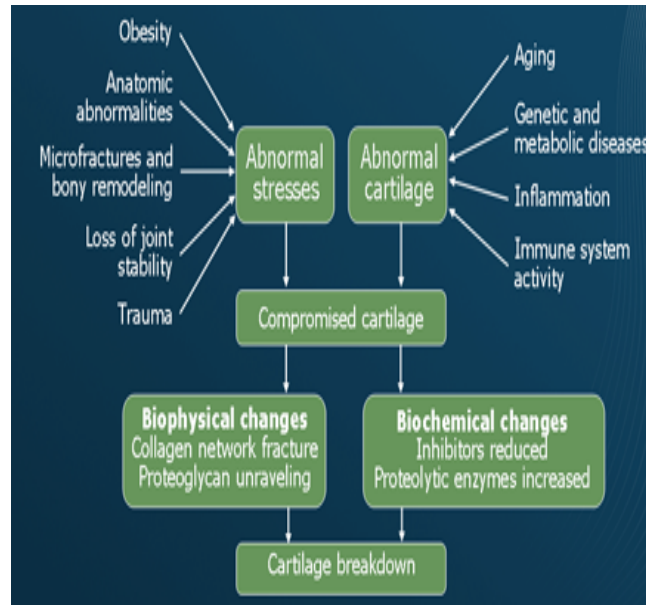 Obesity
Anatomic
abnormalities
Microfractures and
bony remodeling
Loss of joint
stability
Trauma
Abnormal
stresses
Abnormal
cartilage
Aging
Genetic and
metabolic diseases
Inflammation
Immune system
activity
Compromised cartilage
Biophysical changes
Collagen network fracture
Proteoglycan unraveling
Biochemical changes
Inhibitors reduced
Proteolytic enzymes increased
Cartilage breakdown